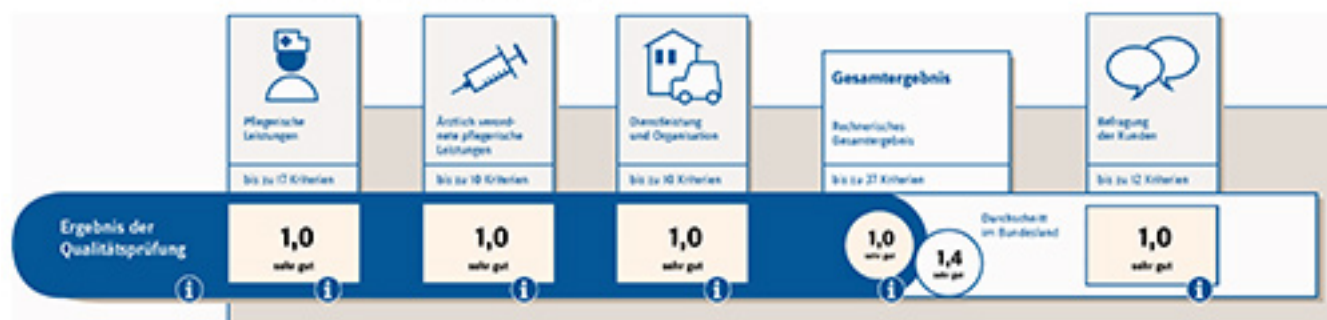 Pflegerische
Leistungen
bis zu 17 Kriterien
Ärztlich verord-
nete pflegerische
Leistungen
bis zu 10 Kriterien
Dienstleistung
und Organisation
bis zu 10 Kriterien
Gesamtergebnis
Rechnerisches
Gesamtergebnis
bis zu 37 Kriterien
Befragung
der Kunden
bis zu 12 Kriterien
Ergebnis der
Qualitätsprüfung
i
1,0
sehr gut
i
1,0
sehr gut
i
1,0
sehr gut
i
1,0
sehr gut
i
1,4
sehr gut
Durchschnitt
im Bundesland
1,0
sehr gut
i